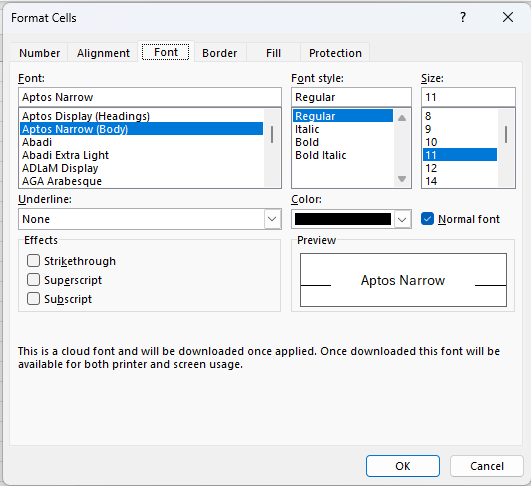 Format Cells
?
Number Alignment Font Border Fill Protection
Font: Font style: Size:
Aptos Narrow Regular 11
Aptos Display (Headings) Regular 8
Aptos Narrow (Body) Italic 9
Abadi Bold 10
Abadi Extra Light Bold Italic 11
ADLaM Display 12
AGA Arabesque 14
Underline: Color:
None Normal font
Effects Preview
Strikethrough
Superscript Aptos Narrow
Subscript
This is a cloud font and will be downloaded once applied. Once downloaded this font will be
available for both printer and screen usage.
OK Cancel